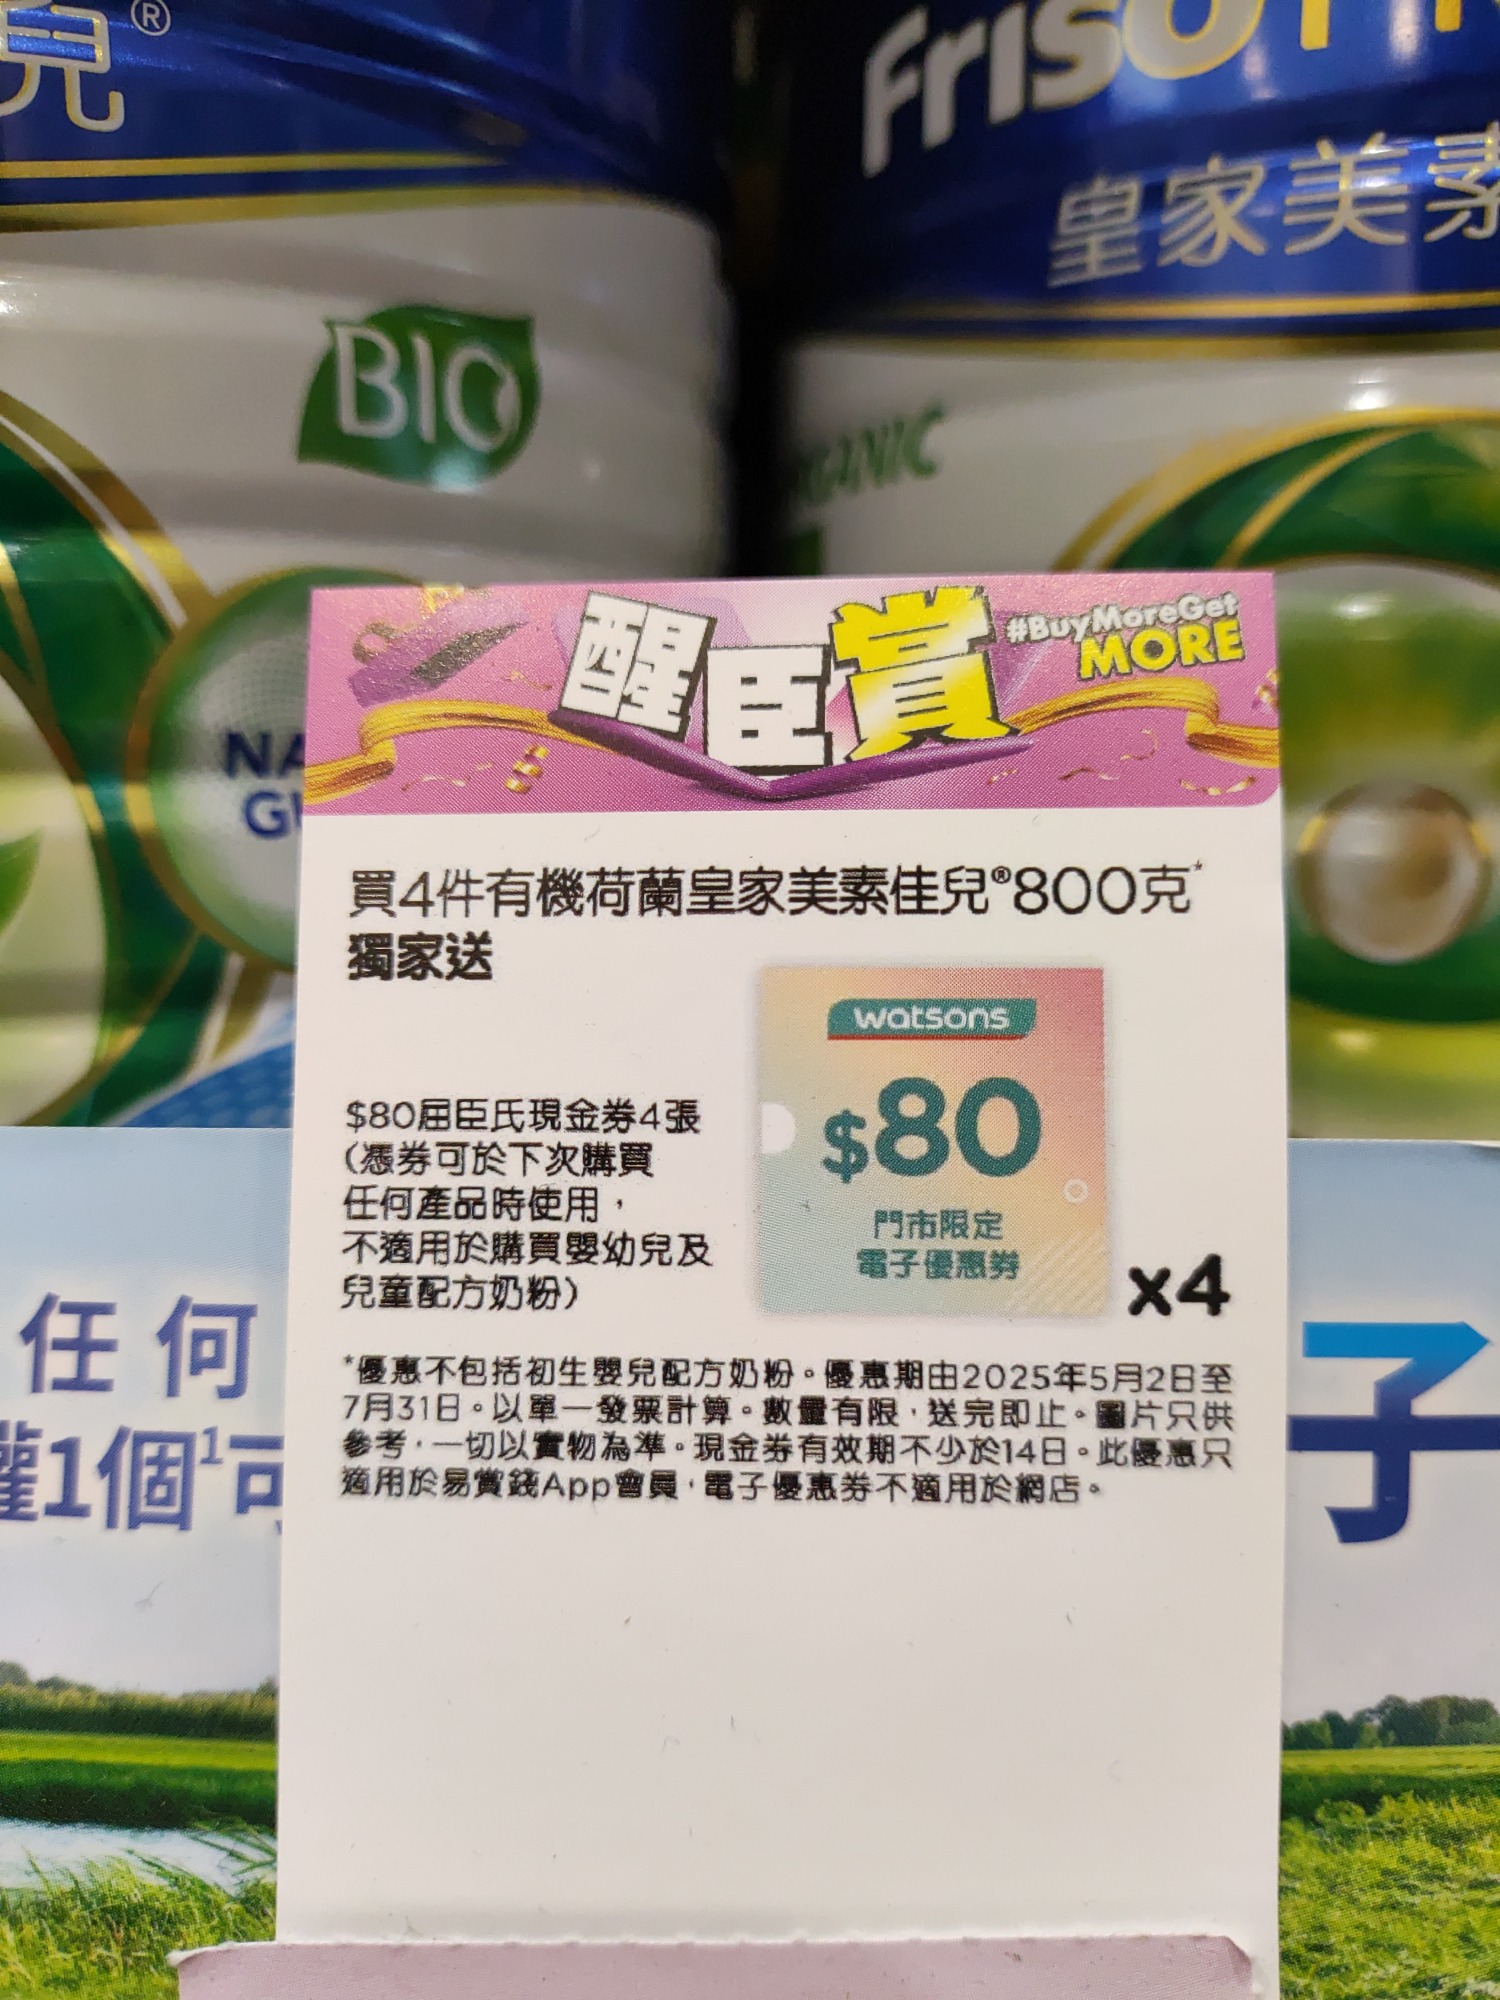 兒®
FRISO
皇家美素
BIO
ORGANIC
醒臣賞
#BuyMoreGet
MORE
買4件有機荷蘭皇家美素佳兒®800克*
獨家送
watsons
$80
門市限定
電子優惠券
x4
$80屈臣氏現金券4張
(憑券可於下次購買
任何產品時使用，
不適用於購買嬰幼兒及
兒童配方奶粉)
*優惠不包括初生嬰兒配方奶粉。優惠期由2025年5月2日至
7月31日。以單一發票計算。數量有限，送完即止。圖片只供
參考，一切以實物為準。現金券有效期不少於14日。此優惠只
適用於易賞錢App會員，電子優惠券不適用於網店。
任何
子
1個¹可